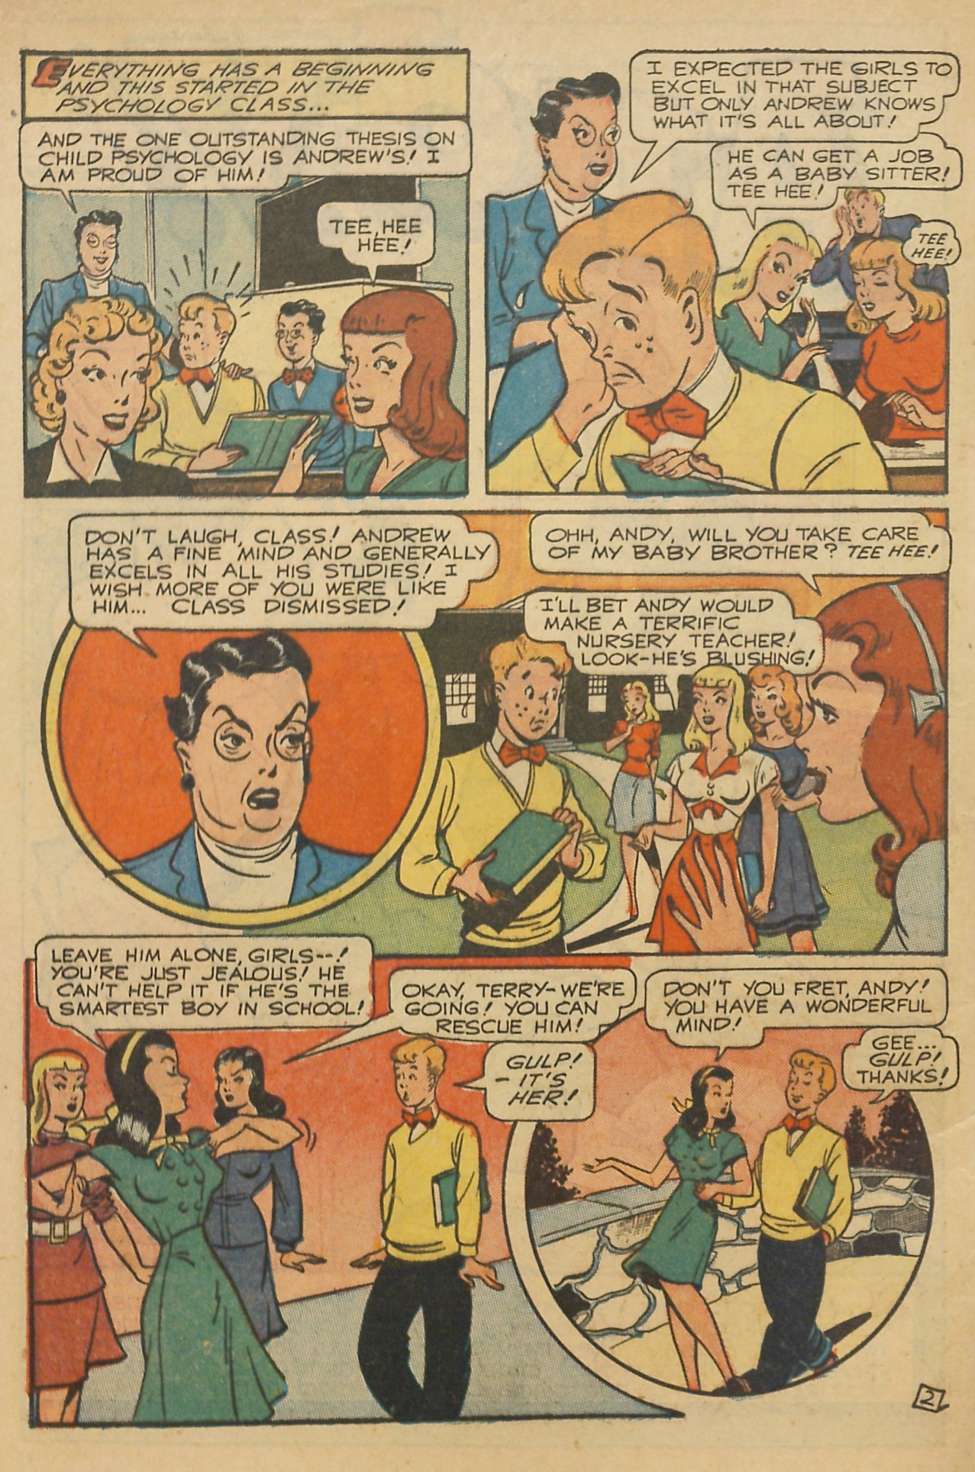 EVERYTHING HAS A BEGINNING
AND THIS STARTED IN THE
PSYCHOLOGY CLASS...
AND THE ONE OUTSTANDING THESIS ON
CHILD PSYCHOLOGY IS ANDREW'S! I
AM PROUD OF HIM!
TEE HEE
HEE!
I EXPECTED THE GIRLS TO
EXCEL IN THAT SUBJECT
BUT ONLY ANDREW KNOWS
WHAT IT'S ALL ABOUT!
HE CAN GET A JOB
AS A BABY SITTER!
TEE HEE!
TEE
HEE!
DON'T LAUGH, CLASS! ANDREW
HAS A FINE MIND AND GENERALLY
EXCELS IN ALL HIS STUDIES! I
WISH MORE OF YOU WERE LIKE
HIM... CLASS DISMISSED!
OHH, ANDY, WILL YOU TAKE CARE
OF MY BABY BROTHER? TEE HEE!
I'LL BET ANDY WOULD
MAKE A TERRIFIC
NURSERY TEACHER!
LOOK-HE'S BLUSHING!
LEAVE HIM ALONE, GIRLS--!
YOU'RE JUST JEALOUS! HE
CAN'T HELP IT IF HE'S THE
SMARTEST BOY IN SCHOOL!
OKAY, TERRY-WE'RE
GOING! YOU CAN
RESCUE HIM!
GULP!
- IT'S
HER!
DON'T YOU FRET, ANDY!
YOU HAVE A WONDERFUL
MIND!
GEE...
GULP!
THANKS!
2